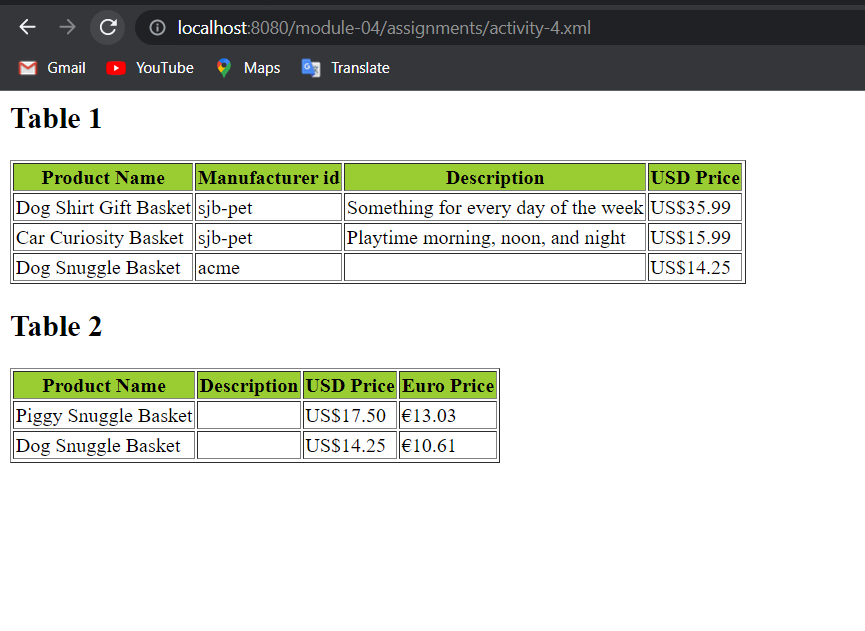 localhost:8080/module-04/assignments/activity-4.xml
Gmail YouTube Maps Translate
Table 1
Product Name Manufacturer id Description USD Price
Dog Shirt Gift Basket sjb-pet Something for every day of the week US$35.99
Car Curiosity Basket sjb-pet Playtime morning, noon, and night US$15.99
Dog Snuggle Basket acme US$14.25
Table 2
Product Name Description USD Price Euro Price
Piggy Snuggle Basket US$17.50 €13.03
Dog Snuggle Basket US$14.25 €10.61